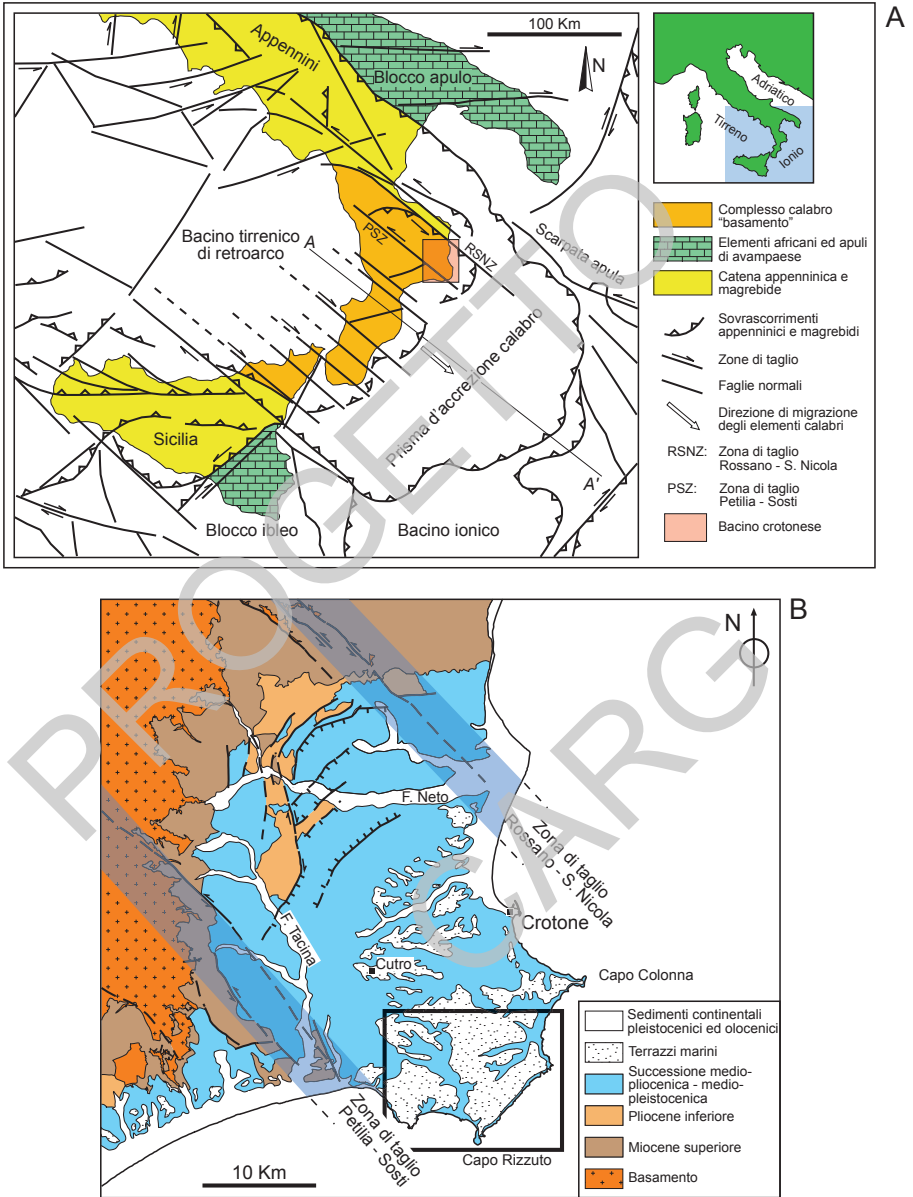 A
100 Km
N
Appennini
Blocco apulo
Adriatico
Tirreno
Ionio
Bacino tirrenico
di retroarco
A
PSZ
RSNZ
Scarpata apula
Prisma d'accrezione calabro
Sicilia
A'
Blocco ibleo
Bacino ionico
Complesso calabro
"basamento"
Elementi africani ed apuli
di avampaese
Catena appenninica e
magrebide
Sovrascorrimenti
appenninici e magrebidi
Zone di taglio
Faglie normali
Direzione di migrazione
degli elementi calabri
RSNZ: Zona di taglio
Rossano - S. Nicola
PSZ: Zona di taglio
Petilia - Sosti
Bacino crotonese
B
N
F. Neto
Zona di taglio
Rossano - S. Nicola
F. Tacina
Crotone
Cutro
Capo Colonna
Zona di taglio
Petilia - Sosti
Capo Rizzuto
10 Km
Sedimenti continentali
pleistocenici ed olocenici
Terrazzi marini
Successione medio-
pliocenica - medio-
pleistocenica
Pliocene inferiore
Miocene superiore
Basamento
PROGETTO
CARG